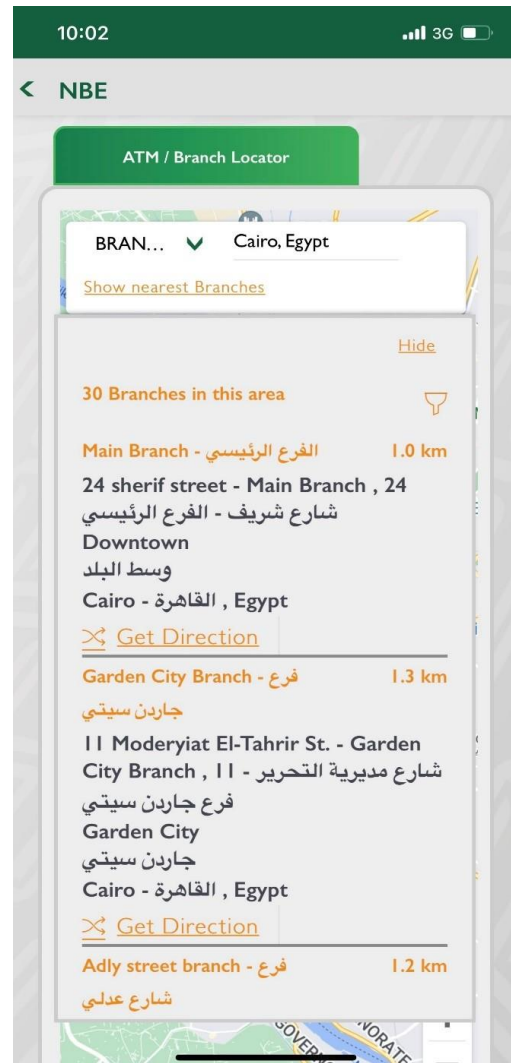 10:02 3G
NBE
ATM / Branch Locator
BRAN... Cairo, Egypt
Show nearest Branches
Hide
30 Branches in this area
Main Branch - الفرع الرئيسي 1.0 km
24 sherif street - Main Branch , 24
شارع شريف - الفرع الرئيسي
Downtown
وسط البلد
Cairo - القاهرة , Egypt
Get Direction
Garden City Branch - فرع 1.3 km
جاردن سيتي
11 Moderyiat El-Tahrir St. - Garden
City Branch , 11 - شارع مديرية التحرير
فرع جاردن سيتي
Garden City
جاردن سيتي
Cairo - القاهرة , Egypt
Get Direction
Adly street branch - فرع 1.2 km
شارع عدلي